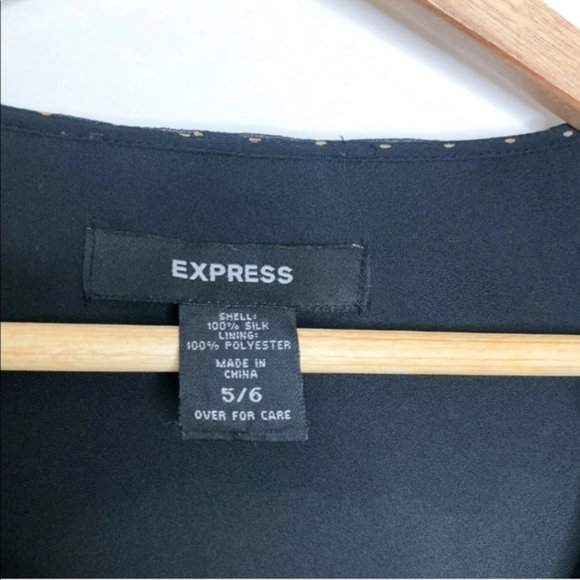 EXPRESS
SHELL:
100% SILK
LINING:
100% POLYESTER
MADE IN
CHINA
5/6
OVER FOR CARE